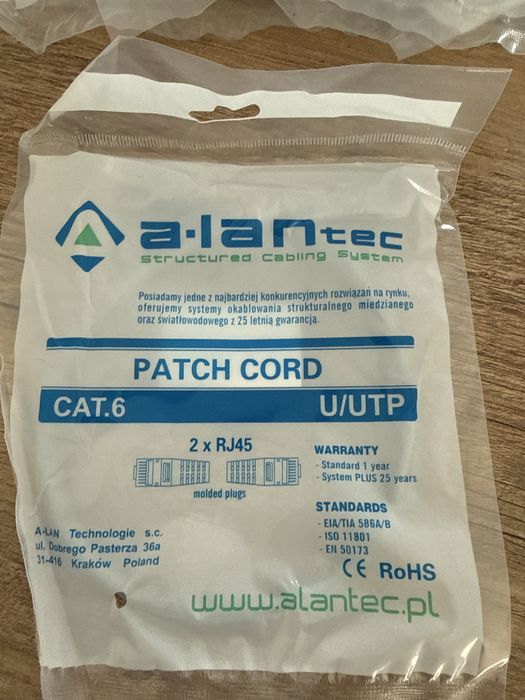 a-lantec
Structured Cabling System
Posiadamy jedne z najbardziej konkurencyjnych rozwiązań na rynku,
oferujemy systemy okablowania strukturalnego miedzianego
oraz światłowodowego z 25 letnią gwarancją.
PATCH CORD
CAT.6 U/UTP
2 x RJ45
molded plugs
WARRANTY
- Standard 1 year
- System PLUS 25 years
STANDARDS
- EIA/TIA 586A/B
- ISO 11801
- EN 50173
A-LAN Technologie s.c.
ul. Dobrego Pasterza 36a
31-416 Kraków Poland
CE RoHS
www.alantec.pl